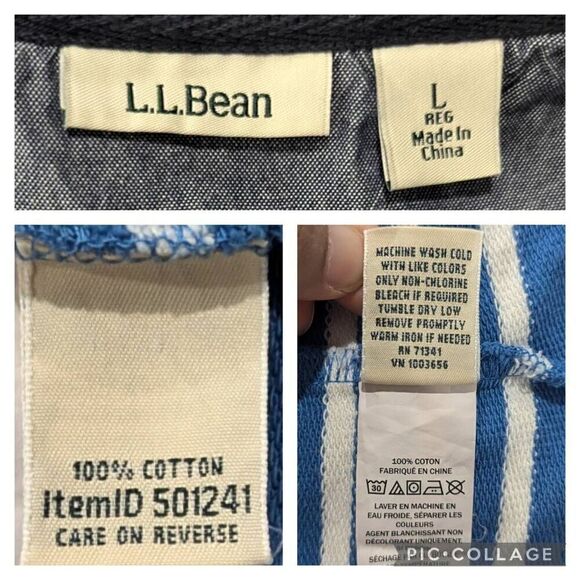 L.L.Bean
L
REG
Made In
China
100% COTTON
ItemID 501241
CARE ON REVERSE
MACHINE WASH COLD
WITH LIKE COLORS
ONLY NON-CHLORINE
BLEACH IF REQUIRED
TUMBLE DRY LOW
REMOVE PROMPTLY
WARM IRON IF NEEDED
RN 71341
VN 1003656
100% COTON
FABRIQUÉ EN CHINE
30
LAVER EN MACHINE EN
EAU FROIDE, SÉPARER LES
COULEURS
AGENT BLANCHISSANT NON
DÉCOLORANT UNIQUEMENT
TEMPÉRATURE
PIC•COLLAGE